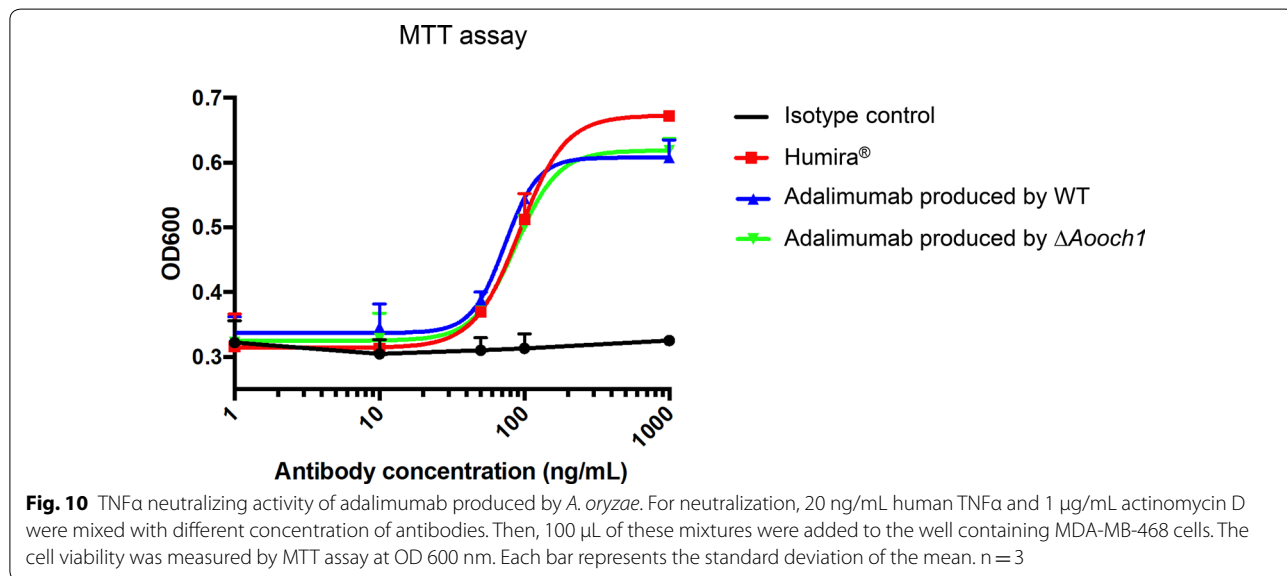 MTT assay
0.7
0.6
0.5
0.4
0.3
OD600
1
10
100
1000
Antibody concentration (ng/mL)
Isotype control
Humira®
Adalimumab produced by WT
Adalimumab produced by ΔAooch1
Fig. 10 TNFα neutralizing activity of adalimumab produced by A. oryzae. For neutralization, 20 ng/mL human TNFα and 1 μg/mL actinomycin D
were mixed with different concentration of antibodies. Then, 100 μL of these mixtures were added to the well containing MDA-MB-468 cells. The
cell viability was measured by MTT assay at OD 600 nm. Each bar represents the standard deviation of the mean. n = 3